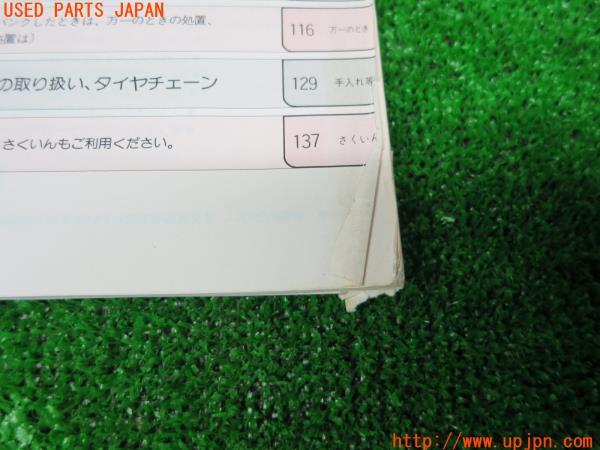 USED PARTS JAPAN
パンクしたときは、万一のときの処置、
処置は)
116 万一のとき
の取り扱い、タイヤチェーン
129 手入れ等
さくいんもご利用ください。
137 さくいん
http://www.upjpn.com/